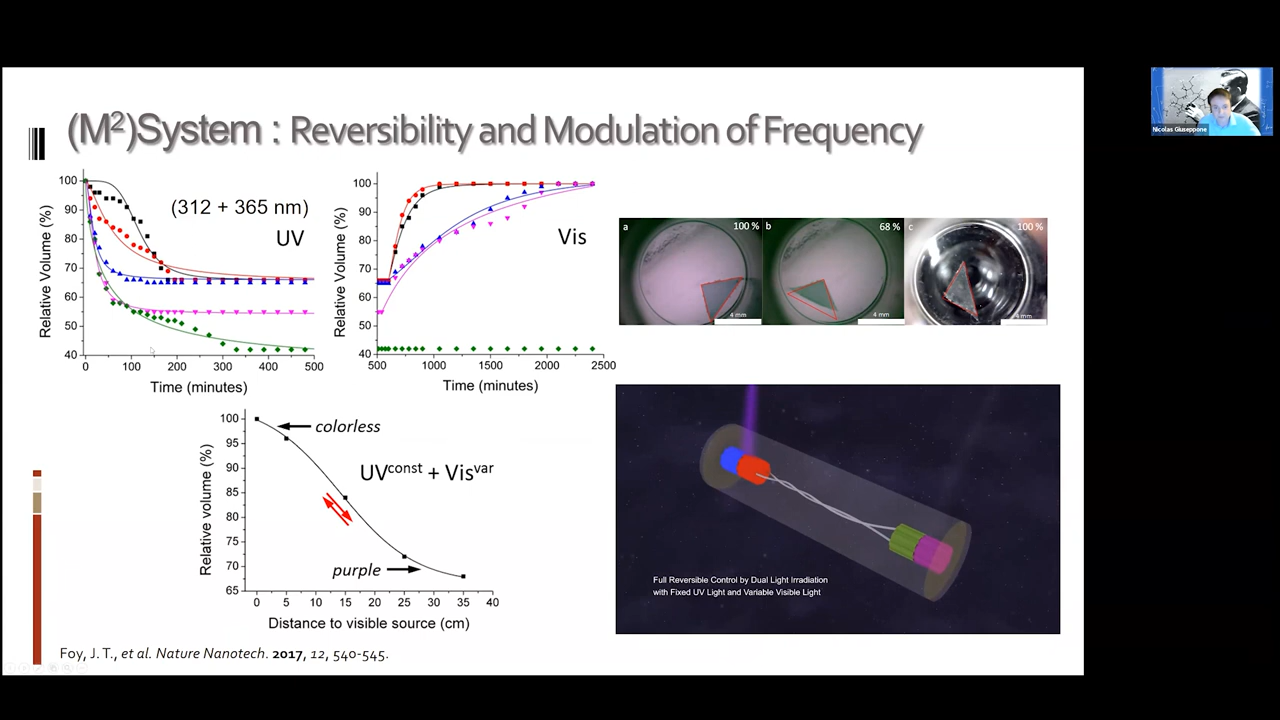 (M²)System : Reversibility and Modulation of Frequency
Nicolas Giuseppone
100
90
80
70
60
50
40
Relative Volume (%)
(312 + 365 nm)
UV
0
100
200
300
400
500
Time (minutes)
100
90
80
70
60
50
40
Relative Volume (%)
Vis
500
1000
1500
2000
2500
Time (minutes)
a
100 %
4 mm
b
68 %
4 mm
c
100 %
4 mm
100
95
90
85
80
75
70
65
Relative volume (%)
colorless
UVconst + Visvar
purple
0
5
10
15
20
25
30
35
40
Distance to visible source (cm)
Full Reversible Control by Dual Light Irradiation
with Fixed UV Light and Variable Visible Light
Foy, J. T., et al. Nature Nanotech. 2017, 12, 540-545.